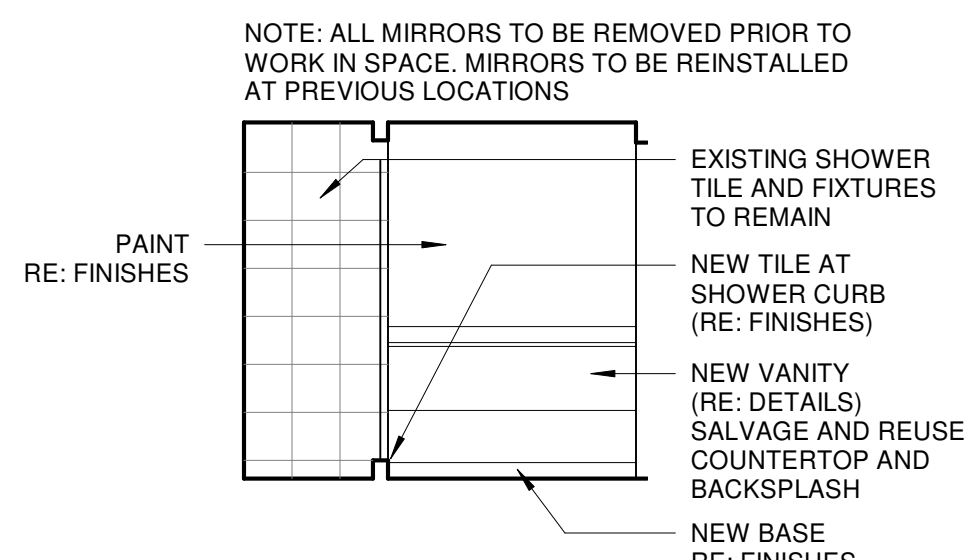 NOTE: ALL MIRRORS TO BE REMOVED PRIOR TO
WORK IN SPACE. MIRRORS TO BE REINSTALLED
AT PREVIOUS LOCATIONS
EXISTING SHOWER
TILE AND FIXTURES
TO REMAIN
PAINT
RE: FINISHES
NEW TILE AT
SHOWER CURB
(RE: FINISHES)
NEW VANITY
(RE: DETAILS)
SALVAGE AND REUSE
COUNTERTOP AND
BACKSPLASH
NEW BASE
RE: FINISHES